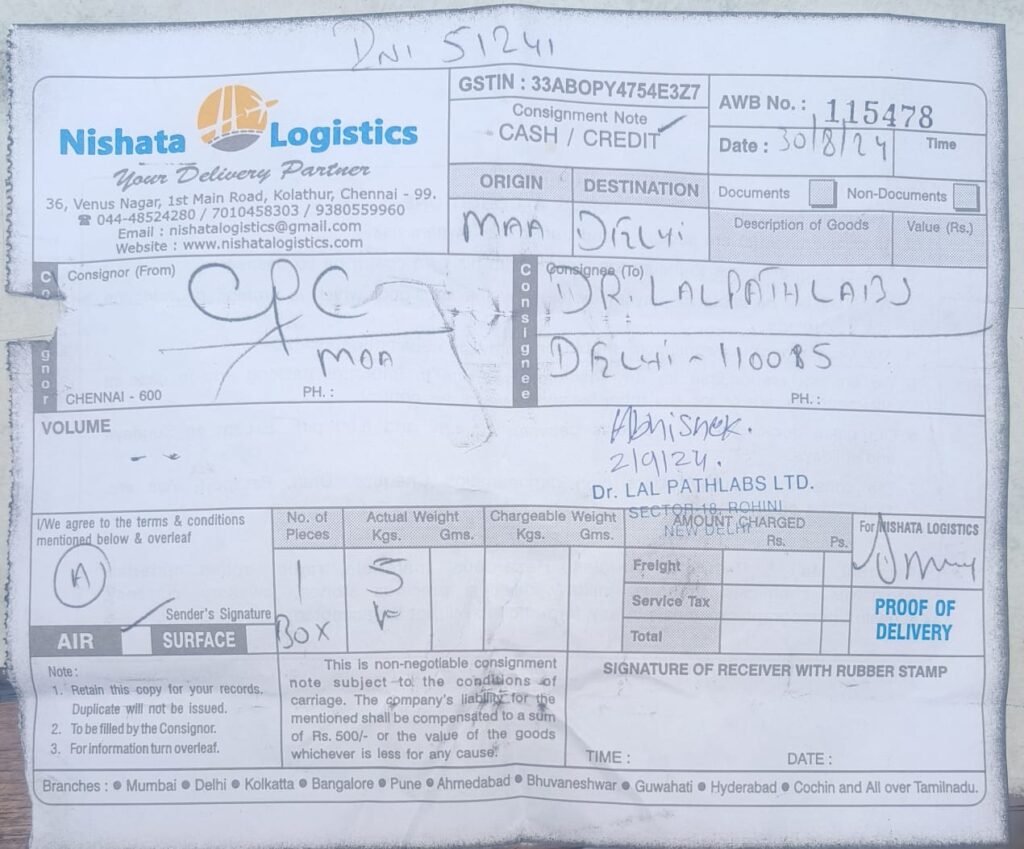 DNI 51241
Nishata Logistics
Your Delivery Partner
36, Venus Nagar, 1st Main Road, Kolathur, Chennai - 99.
☎ 044-48524280 / 7010458303 / 9380559960
Email : nishatalogistics@gmail.com
Website : www.nishatalogistics.com
GSTIN : 33ABOPY4754E3Z7
Consignment Note
CASH / CREDIT
AWB No. : 115478
Date : 30/8/24 Time
ORIGIN DESTINATION
MAA DELHI
Documents Non-Documents
Description of Goods Value (Rs.)
Consignor (From)
CPC
MAA
CHENNAI - 600 PH. :
Consignee
Consignee (To)
DR. LAL PATH LABS
DELHI - 110085
PH. :
VOLUME
Abhishek.
2/9/24.
Dr. LAL PATHLABS LTD.
SECTOR-18, ROHINI
NEW DELHI
I/We agree to the terms & conditions
mentioned below & overleaf
A
Sender's Signature
AIR SURFACE
No. of Pieces
1
BOX
Actual Weight
Kgs. Gms.
5
Chargeable Weight
Kgs. Gms.
AMOUNT CHARGED
Rs. Ps.
Freight
Service Tax
Total
For NISHATA LOGISTICS
PROOF OF
DELIVERY
Note :
1. Retain this copy for your records.
Duplicate will not be issued.
2. To be filled by the Consignor.
3. For information turn overleaf.
This is non-negotiable consignment
note subject to the conditions of
carriage. The company's liability for the
mentioned shall be compensated to a sum
of Rs. 500/- or the value of the goods
whichever is less for any cause.
SIGNATURE OF RECEIVER WITH RUBBER STAMP
TIME : DATE :
Branches : ● Mumbai ● Delhi ● Kolkatta ● Bangalore ● Pune ● Ahmedabad ● Bhuvaneshwar ● Guwahati ● Hyderabad ● Cochin and All over Tamilnadu.